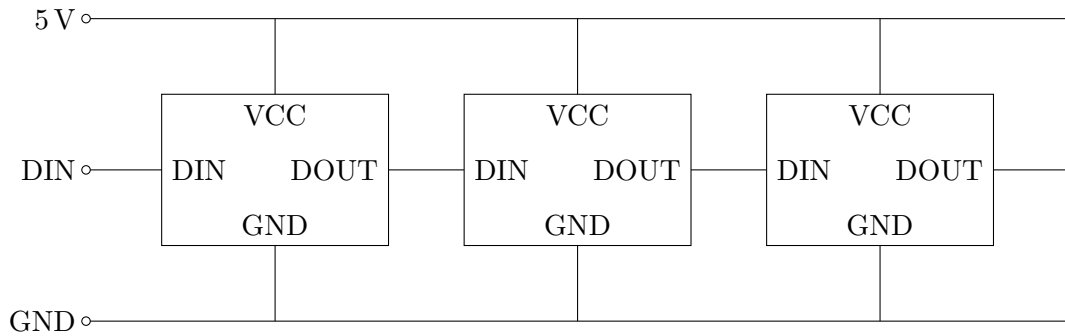 5 V
VCC VCC VCC
DIN DIN DOUT DIN DOUT DIN DOUT
GND GND GND
GND